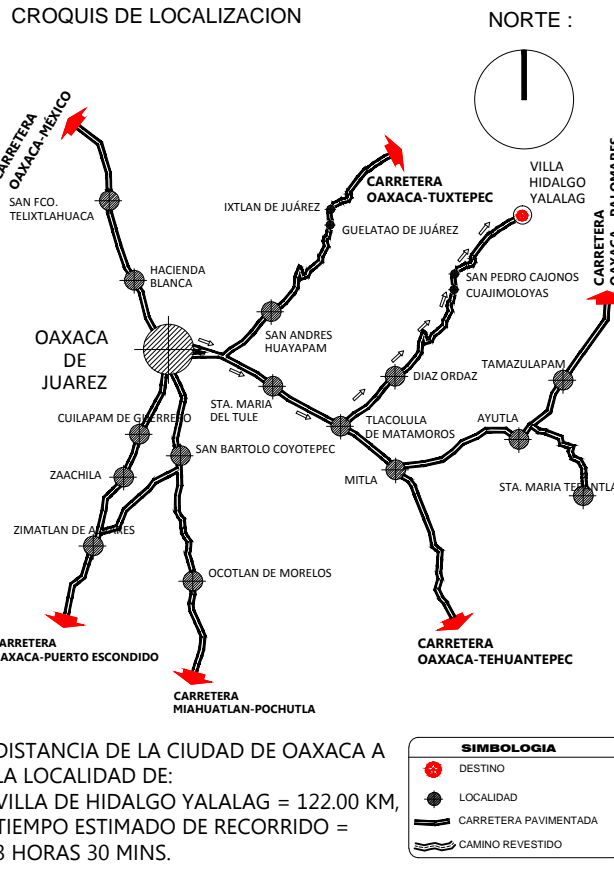 CROQUIS DE LOCALIZACION
NORTE :
CARRETERA
OAXACA-MÉXICO
SAN FCO.
TELIXTLAHUACA
HACIENDA
BLANCA
OAXACA
DE
JUAREZ
IXTLAN DE JUÁREZ
GUELATAO DE JUÁREZ
CARRETERA
OAXACA-TUXTEPEC
VILLA
HIDALGO
YALALAG
CARRETERA
OAXACA - PALOMARES
SAN PEDRO CAJONOS
CUAJIMOLOYAS
SAN ANDRES
HUAYAPAM
DIAZ ORDAZ
TAMAZULAPAM
STA. MARIA
DEL TULE
TLACOLULA
DE MATAMOROS
AYUTLA
CUILAPAM DE GUERRERO
SAN BARTOLO COYOTEPEC
ZAACHILA
MITLA
STA. MARIA
ZIMATLAN DE
OCOTLAN DE MORELOS
CARRETERA
OAXACA-PUERTO ESCONDIDO
CARRETERA
OAXACA-TEHUANTEPEC
CARRETERA
MIAHUATLAN-POCHUTLA
DISTANCIA DE LA CIUDAD DE OAXACA A
LA LOCALIDAD DE:
VILLA DE HIDALGO YALALAG = 122.00 KM,
TIEMPO ESTIMADO DE RECORRIDO =
3 HORAS 30 MINS.
SIMBOLOGIA
DESTINO
LOCALIDAD
CARRETERA PAVIMENTADA
CAMINO REVESTIDO